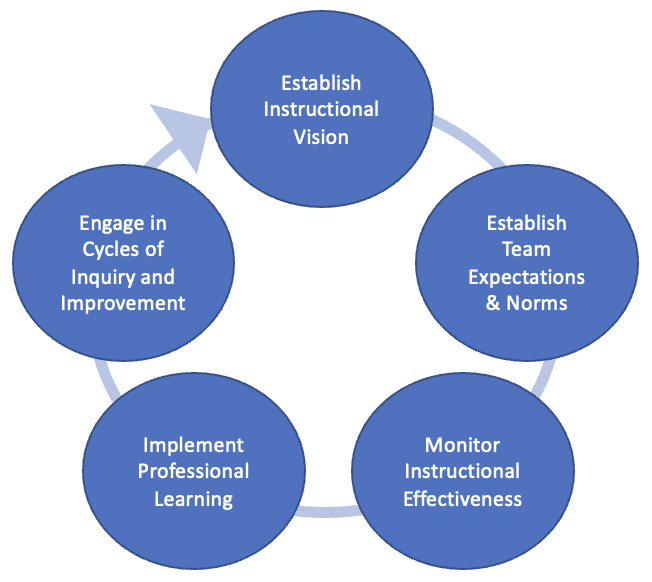 Establish
Instructional
Vision
Establish
Team
Expectations
& Norms
Monitor
Instructional
Effectiveness
Implement
Professional
Learning
Engage in
Cycles of
Inquiry and
Improvement